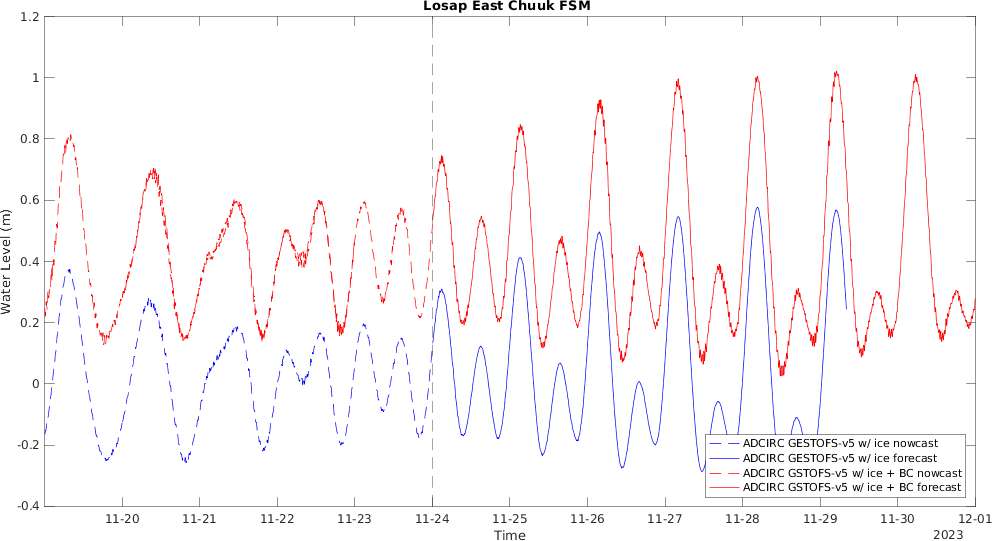 Losap East Chuuk FSM
1.2
1
0.8
0.6
0.4
0.2
0
-0.2
-0.4
Water Level (m)
ADCIRC GESTOFS-v5 w/ ice nowcast
ADCIRC GESTOFS-v5 w/ ice forecast
ADCIRC GSTOFS-v5 w/ ice + BC nowcast
ADCIRC GSTOFS-v5 w/ ice + BC forecast
11-20 11-21 11-22 11-23 11-24 11-25 11-26 11-27 11-28 11-29 11-30 12-01
Time
2023